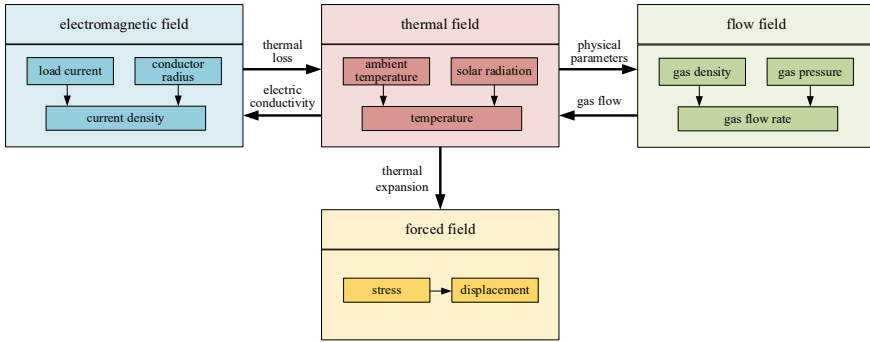 electromagnetic field
load current
conductor
radius
current density
thermal
loss
electric
conductivity
thermal field
ambient
temperature
solar radiation
temperature
physical
parameters
gas flow
flow field
gas density
gas pressure
gas flow rate
thermal
expansion
forced field
stress
displacement